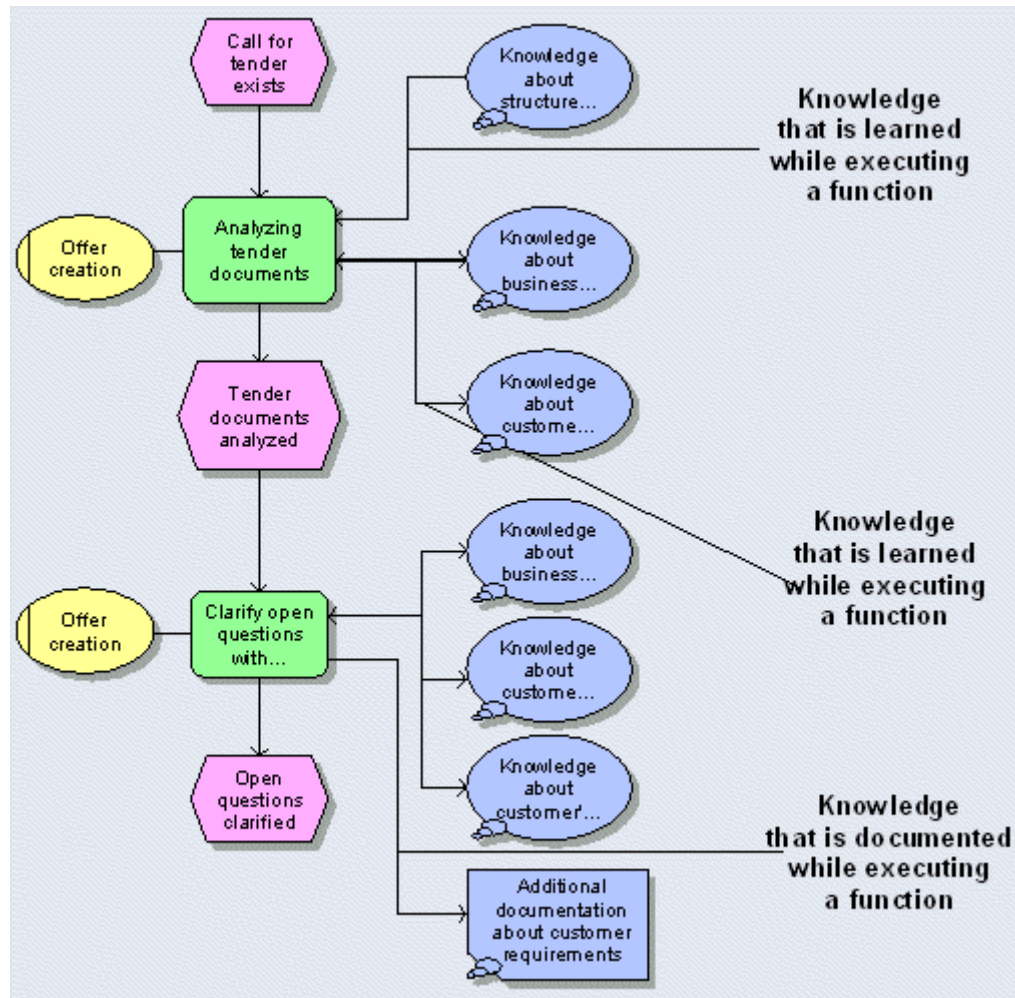 Call for
tender
exists
Knowledge
about
structure...
Knowledge
that is learned
while executing
a function
Offer
creation
Analyzing
tender
documents
Knowledge
about
business...
Tender
documents
analyzed
Knowledge
about
custome...
Knowledge
that is learned
while executing
a function
Knowledge
about
business...
Offer
creation
Clarify open
questions
with...
Knowledge
about
custome...
Open
questions
clarified
Knowledge
about
customer'...
Knowledge
that is documented
while executing
a function
Additional
documentation
about customer
requirements